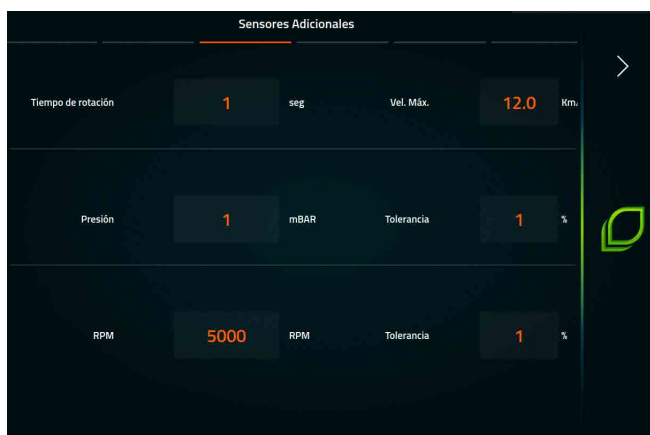 Sensores Adicionales
Tiempo de rotación 1 seg Vel. Máx. 12.0 Km/
Presión 1 mBAR Tolerancia 1 %
RPM 5000 RPM Tolerancia 1 %